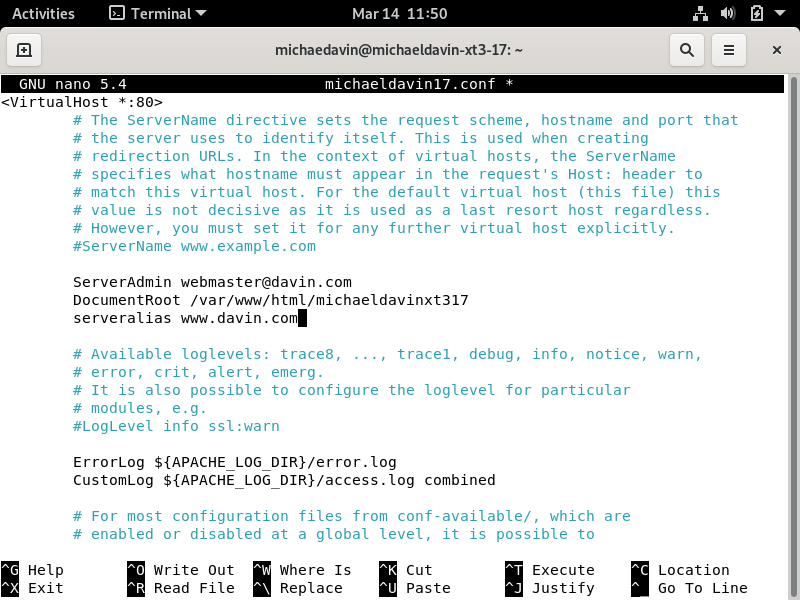 Activities Terminal Mar 14 11:50
michaedavin@michaeldavin-xt3-17: ~
GNU nano 5.4 michaeldavin17.conf *
<VirtualHost *:80>
# The ServerName directive sets the request scheme, hostname and port that
# the server uses to identify itself. This is used when creating
# redirection URLs. In the context of virtual hosts, the ServerName
# specifies what hostname must appear in the request's Host: header to
# match this virtual host. For the default virtual host (this file) this
# value is not decisive as it is used as a last resort host regardless.
# However, you must set it for any further virtual host explicitly.
#ServerName www.example.com
ServerAdmin webmaster@davin.com
DocumentRoot /var/www/html/michaeldavinxt317
serveralias www.davin.com
# Available loglevels: trace8, ..., trace1, debug, info, notice, warn,
# error, crit, alert, emerg.
# It is also possible to configure the loglevel for particular
# modules, e.g.
#LogLevel info ssl:warn
ErrorLog ${APACHE_LOG_DIR}/error.log
CustomLog ${APACHE_LOG_DIR}/access.log combined
# For most configuration files from conf-available/, which are
# enabled or disabled at a global level, it is possible to
^G Help ^O Write Out ^W Where Is ^K Cut ^T Execute ^C Location
^X Exit ^R Read File ^\ Replace ^U Paste ^J Justify ^_ Go To Line